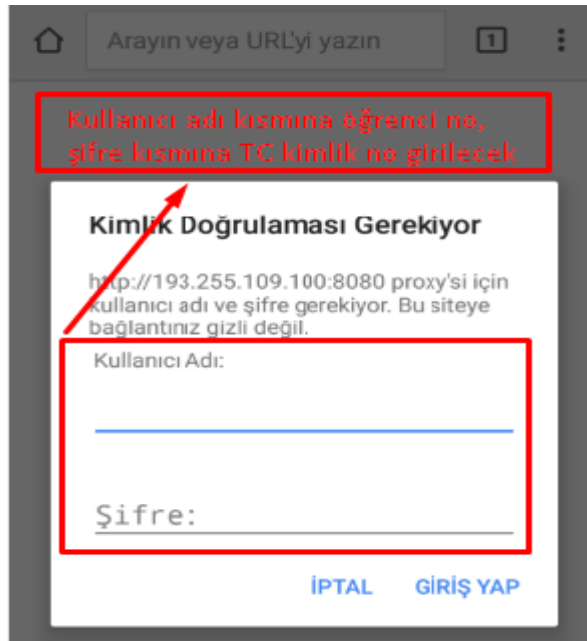 Arayın veya URL'yi yazın
1
Kullanıcı adı kısmına öğrenci no,
şifre kısmına TC kimlik no girilecek
Kimlik Doğrulaması Gerekiyor
http://193.255.109.100:8080 proxy'si için
kullanıcı adı ve şifre gerekiyor. Bu siteye
bağlantınız gizli değil.
Kullanıcı Adı:
Şifre:
İPTAL GİRİŞ YAP